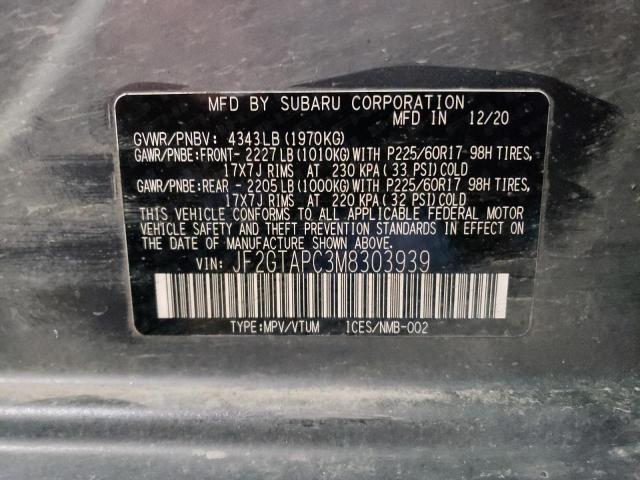 MFD BY SUBARU CORPORATION
MFD IN 12/20
GVWR/PNBV: 4343LB(1970KG)
GAWR/PNBE:FRONT-2227LB(1010KG)WITH P225/60R17 98H TIRES,
17X7J RIMS AT 230 KPA(33 PSI)COLD
GAWR/PNBE:REAR -2205LB(1000KG)WITH P225/60R17 98H TIRES,
17X7J RIMS AT 220 KPA(32 PSI)COLD
THIS VEHICLE CONFORMS TO ALL APPLICABLE FEDERAL MOTOR
VEHICLE SAFETY AND THEFT PREVENTION STANDARDS IN EFFECT
ON THE DATE OF MANUFACTURE SHOWN ABOVE.
VIN: JF2GTAPC3M8303939
TYPE:MPV/VTUM ICES/NMB-002